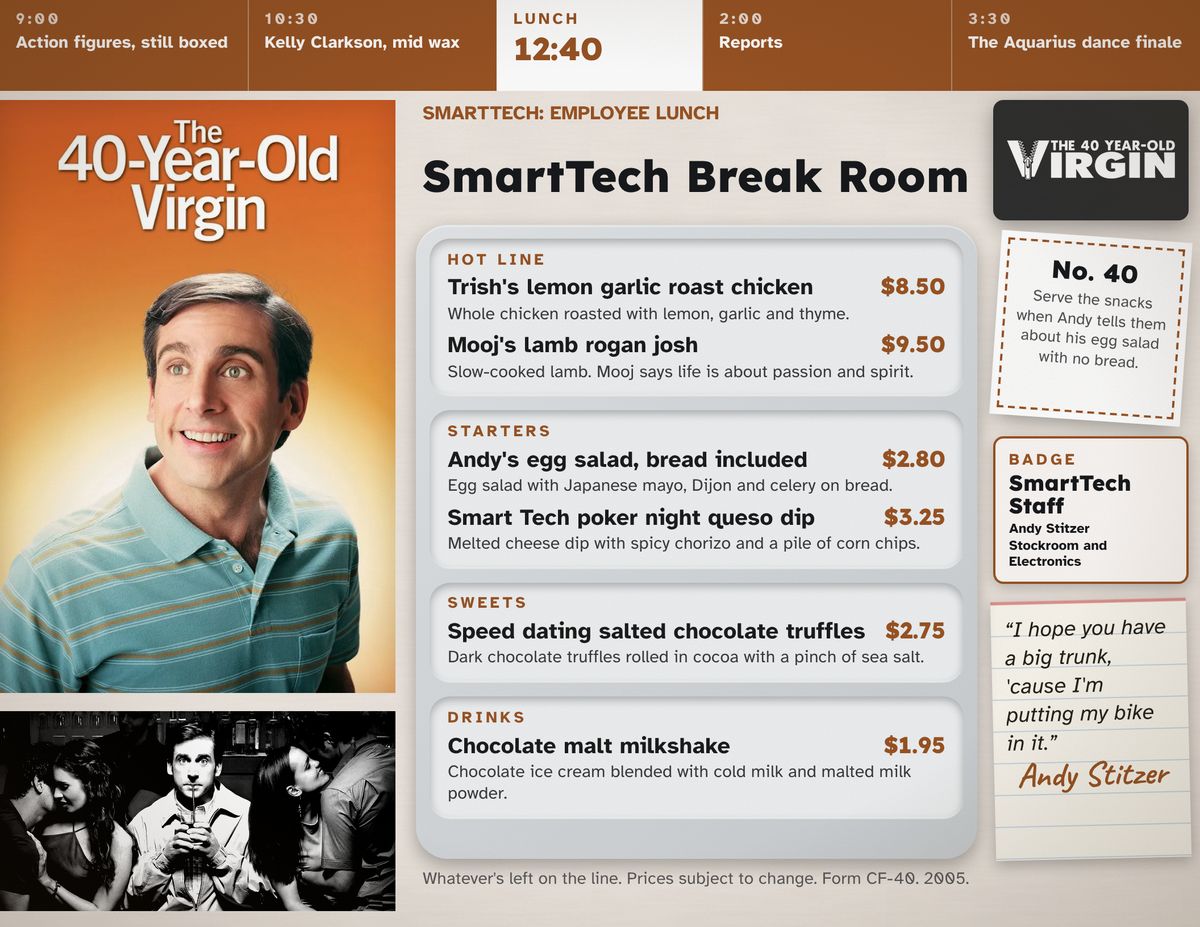 9:00
Action figures, still boxed
10:30
Kelly Clarkson, mid wax
LUNCH
12:40
2:00
Reports
3:30
The Aquarius dance finale
The
40-Year-Old
Virgin
SMARTTECH: EMPLOYEE LUNCH
SmartTech Break Room
HOT LINE
Trish's lemon garlic roast chicken $8.50
Whole chicken roasted with lemon, garlic and thyme.
Mooj's lamb rogan josh $9.50
Slow-cooked lamb. Mooj says life is about passion and spirit.
STARTERS
Andy's egg salad, bread included $2.80
Egg salad with Japanese mayo, Dijon and celery on bread.
Smart Tech poker night queso dip $3.25
Melted cheese dip with spicy chorizo and a pile of corn chips.
SWEETS
Speed dating salted chocolate truffles $2.75
Dark chocolate truffles rolled in cocoa with a pinch of sea salt.
DRINKS
Chocolate malt milkshake $1.95
Chocolate ice cream blended with cold milk and malted milk
powder.
Whatever's left on the line. Prices subject to change. Form CF-40. 2005.
THE 40 YEAR-OLD
VIRGIN
No. 40
Serve the snacks
when Andy tells them
about his egg salad
with no bread.
BADGE
SmartTech
Staff
Andy Stitzer
Stockroom and
Electronics
“I hope you have
a big trunk,
'cause I'm
putting my bike
in it.”
Andy Stitzer